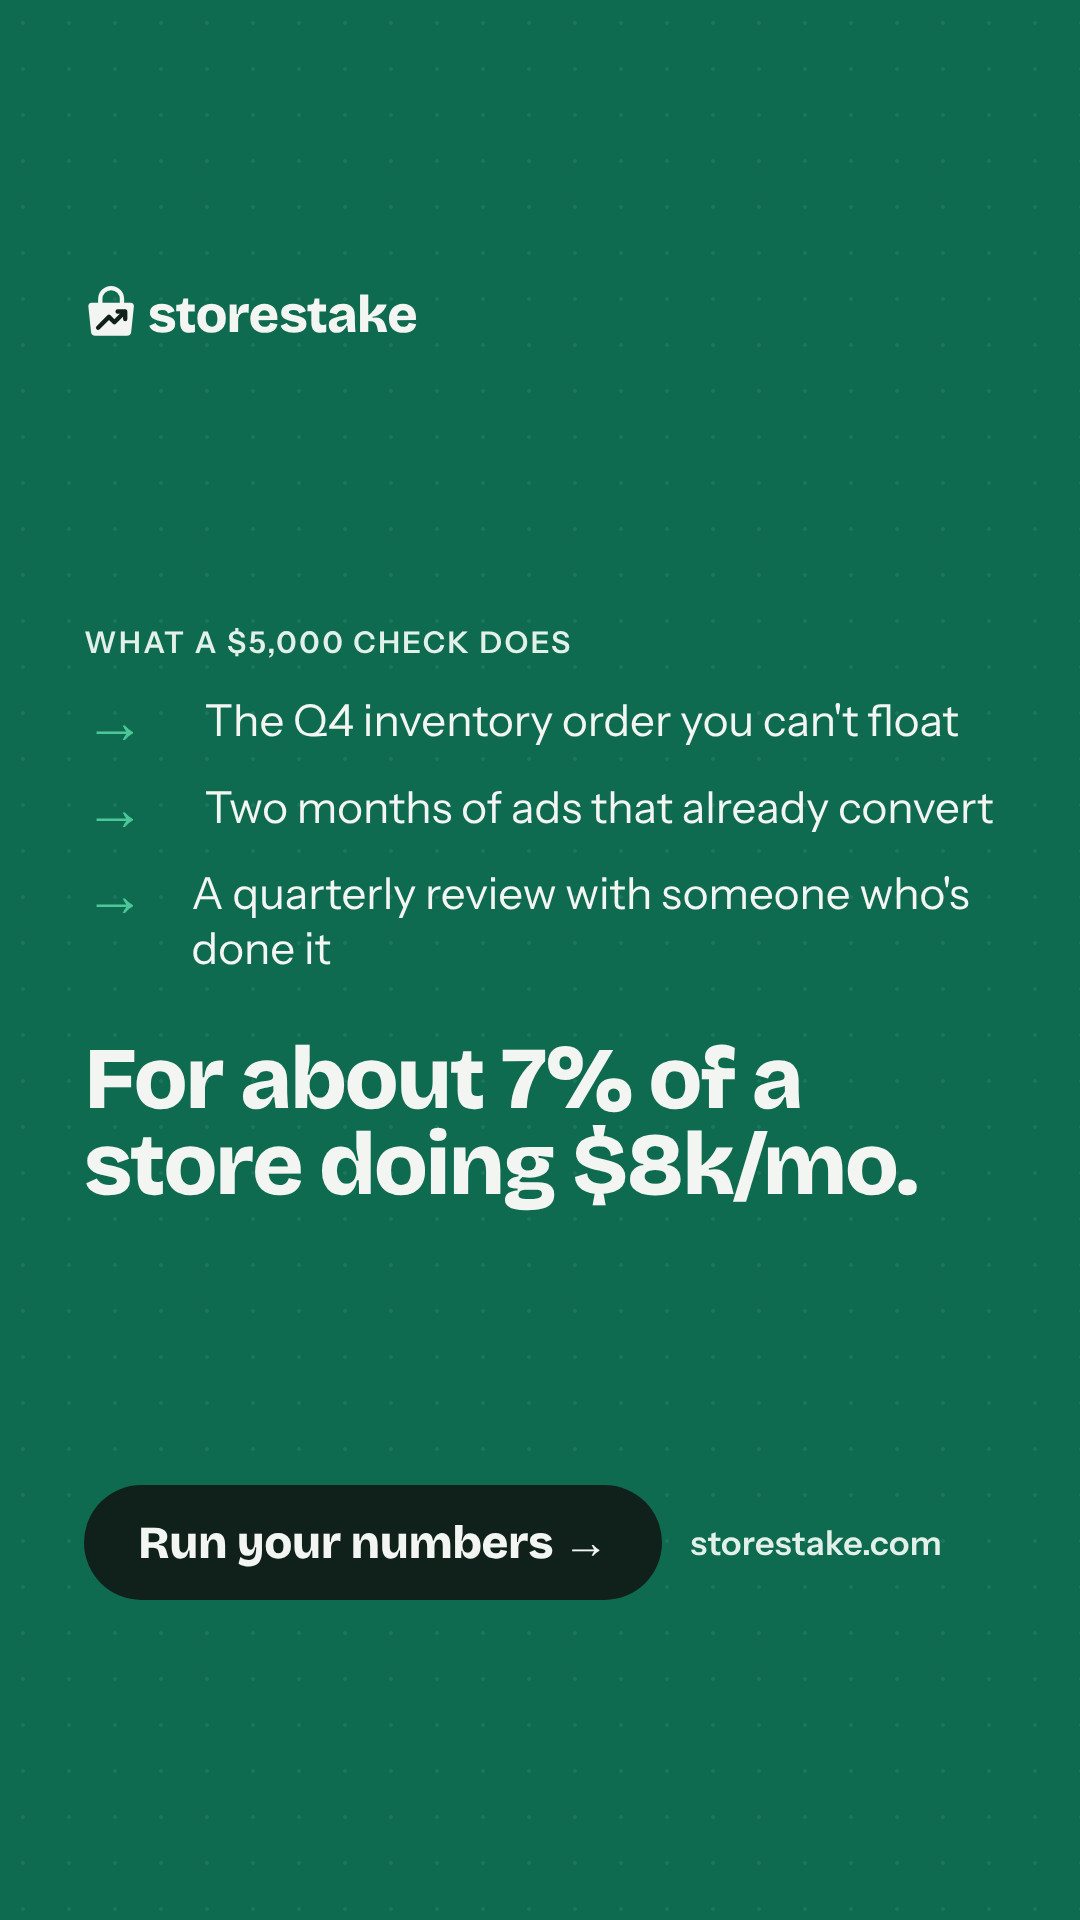 storestake
WHAT A $5,000 CHECK DOES
→ The Q4 inventory order you can't float
→ Two months of ads that already convert
→ A quarterly review with someone who's
done it
For about 7% of a
store doing $8k/mo.
Run your numbers → storestake.com